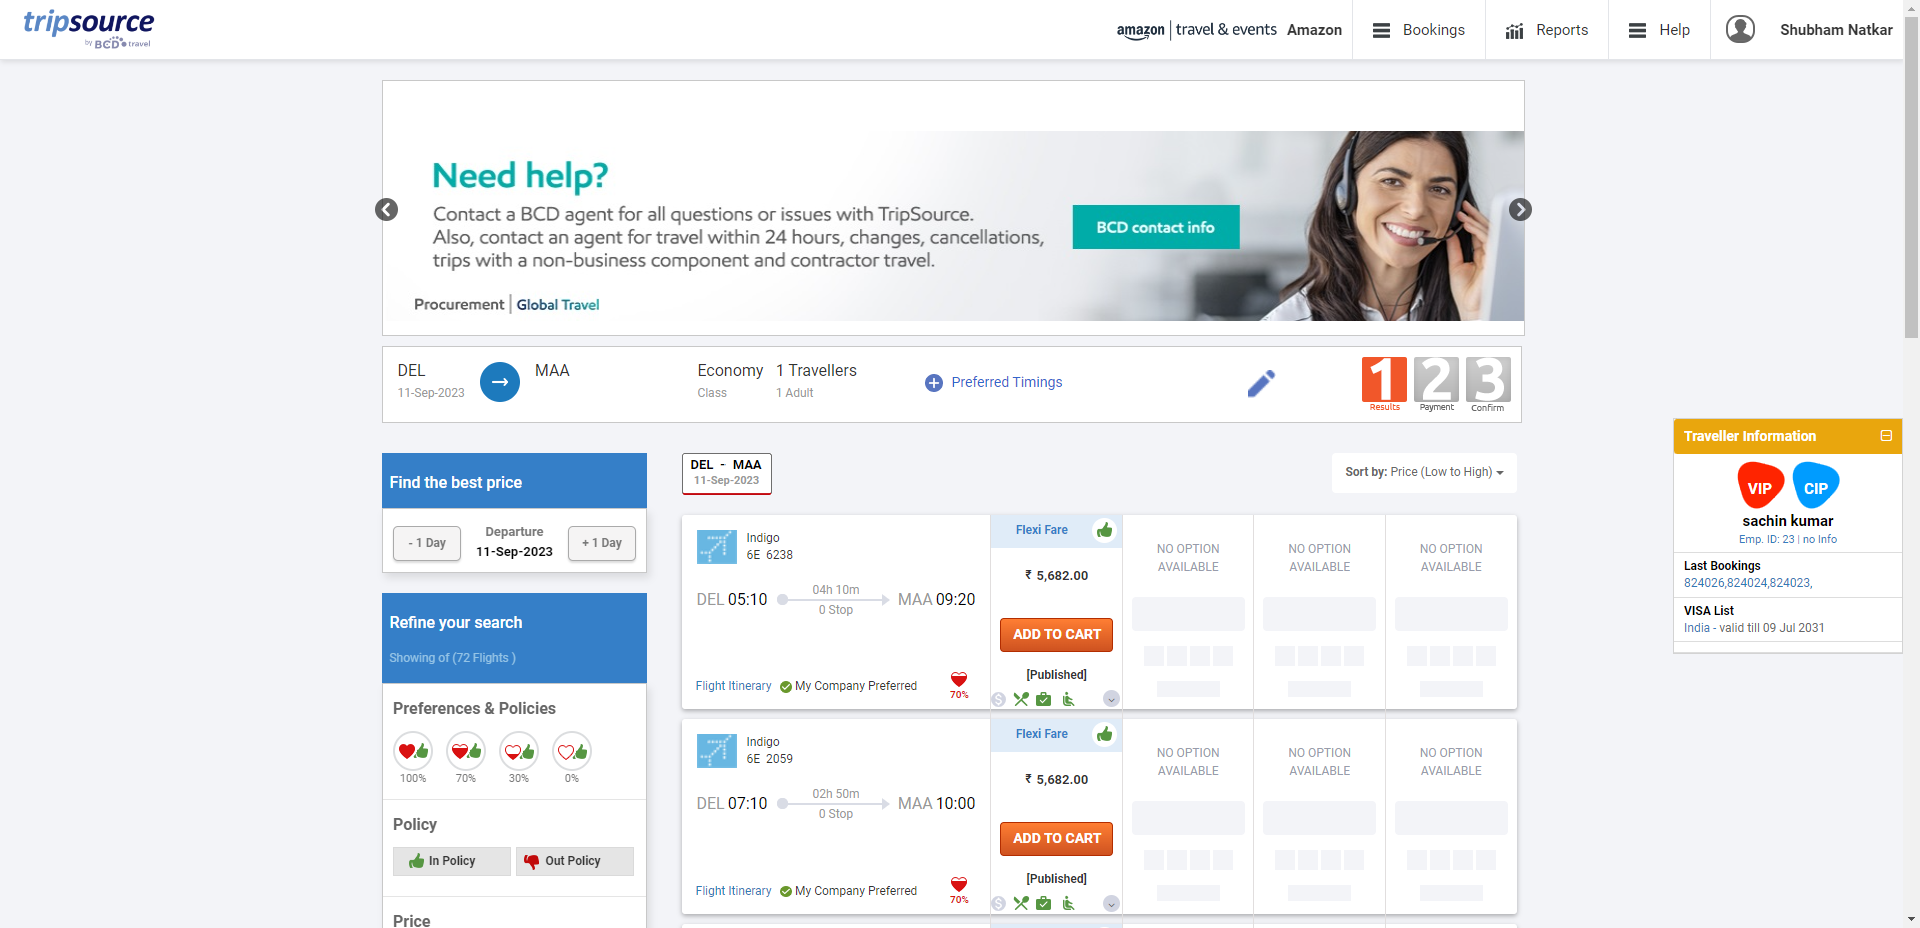 tripsource
by BCD travel
amazon | travel & events Amazon
Bookings
Reports
Help
Shubham Natkar
Need help?
Contact a BCD agent for all questions or issues with TripSource.
Also, contact an agent for travel within 24 hours, changes, cancellations,
trips with a non-business component and contractor travel.
BCD contact info
Procurement | Global Travel
DEL
11-Sep-2023
MAA
Economy
Class
1 Travellers
1 Adult
Preferred Timings
1 2 3
Results Payment Confirm
Find the best price
- 1 Day
Departure
11-Sep-2023
+ 1 Day
Refine your search
Showing of (72 Flights )
Preferences & Policies
100% 70% 30% 0%
Policy
In Policy
Out Policy
Price
DEL - MAA
11-Sep-2023
Sort by: Price (Low to High)
Indigo
6E 6238
DEL 05:10
04h 10m
0 Stop
MAA 09:20
Flight Itinerary
My Company Preferred
70%
Flexi Fare
₹ 5,682.00
ADD TO CART
[Published]
NO OPTION
AVAILABLE
NO OPTION
AVAILABLE
NO OPTION
AVAILABLE
Indigo
6E 2059
DEL 07:10
02h 50m
0 Stop
MAA 10:00
Flight Itinerary
My Company Preferred
70%
Flexi Fare
₹ 5,682.00
ADD TO CART
[Published]
NO OPTION
AVAILABLE
NO OPTION
AVAILABLE
NO OPTION
AVAILABLE
Traveller Information
VIP
CIP
sachin kumar
Emp. ID: 23 | no Info
Last Bookings
824026,824024,824023,
VISA List
India - valid till 09 Jul 2031